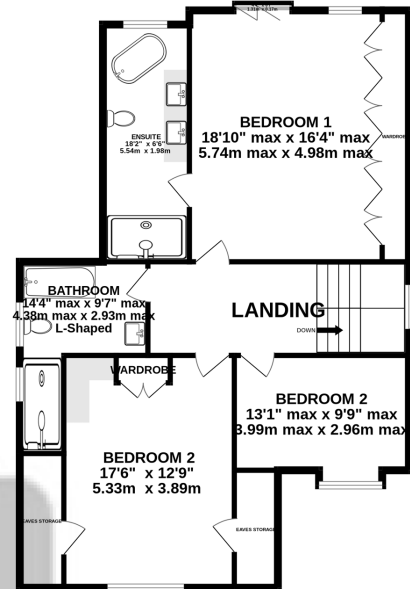 BEDROOM 1
18'10" max x 16'4" max
5.74m max x 4.98m max
WARDROBE
ENSUITE
18'2" x 6'6"
5.54m x 1.98m
BATHROOM
14'4" max x 9'7" max
4.38m max x 2.93m max
L-Shaped
LANDING
DOWN
WARDROBE
BEDROOM 2
13'1" max x 9'9" max
3.99m max x 2.96m max
BEDROOM 2
17'6" x 12'9"
5.33m x 3.89m
EAVES STORAGE
EAVES STORAGE